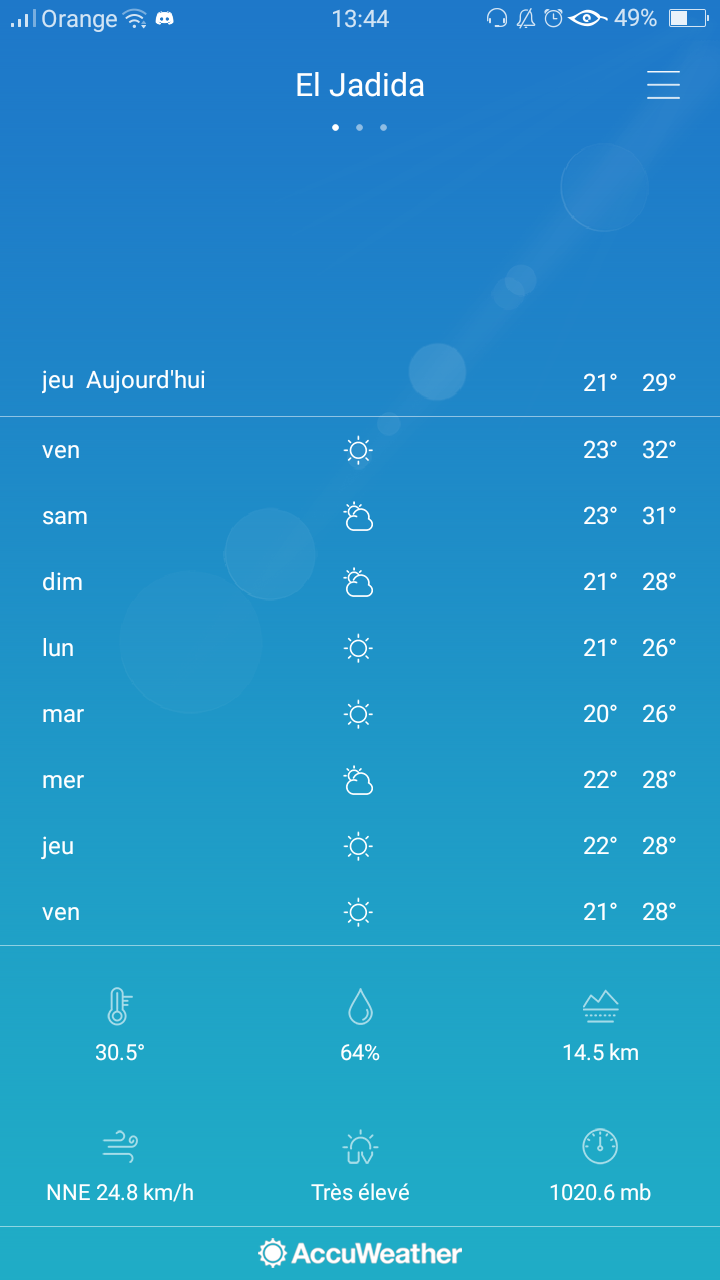 Orange 13:44 49%
El Jadida
jeu Aujourd'hui 21° 29°
ven 23° 32°
sam 23° 31°
dim 21° 28°
lun 21° 26°
mar 20° 26°
mer 22° 28°
jeu 22° 28°
ven 21° 28°
30.5° 64% 14.5 km
UV
NNE 24.8 km/h Très élevé 1020.6 mb
AccuWeather